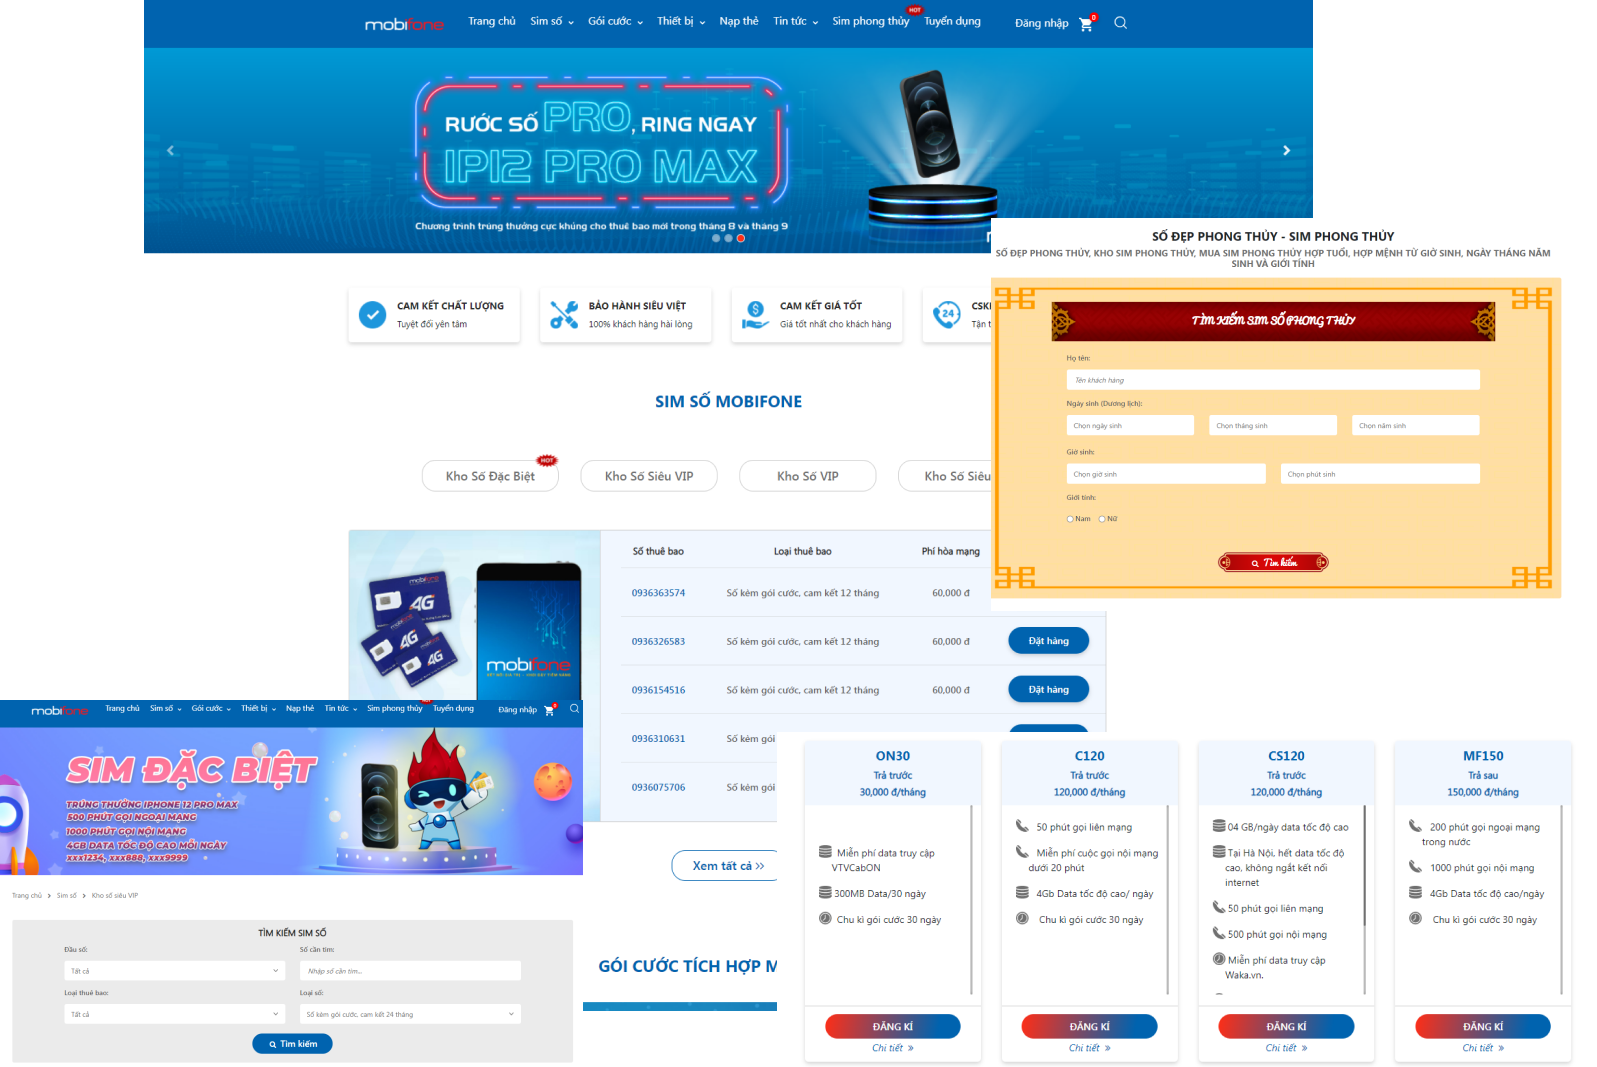 mobifone
Trang chủ
Sim số
Gói cước
Thiết bị
Nạp thẻ
Tin tức
Sim phong thủy
HOT
Tuyển dụng
Đăng nhập
0
RƯỚC SỐ PRO, RING NGAY
IP12 PRO MAX
Chương trình trúng thưởng cực khủng cho thuê bao mới trong tháng 8 và tháng 9
CAM KẾT CHẤT LƯỢNG
Tuyệt đối yên tâm
BẢO HÀNH SIÊU VIỆT
100% khách hàng hài lòng
CAM KẾT GIÁ TỐT
Giá tốt nhất cho khách hàng
24
SIM SỐ MOBIFONE
Kho Số Đặc Biệt
HOT
Kho Số Siêu VIP
Kho Số VIP
Kho Số Siêu
Số thuê bao Loại thuê bao Phí hòa mạng
0936363574 Số kèm gói cước, cam kết 12 tháng 60,000 đ
0936326583 Số kèm gói cước, cam kết 12 tháng 60,000 đ Đặt hàng
0936154516 Số kèm gói cước, cam kết 12 tháng 60,000 đ Đặt hàng
0936310631 Số kèm gói
0936075706 Số kèm gói
mobifone
4G
4G
4G
mobifone
Xem tất cả »
GÓI CƯỚC TÍCH HỢP M
SỐ ĐẸP PHONG THỦY - SIM PHONG THỦY
SỐ ĐẸP PHONG THỦY, KHO SIM PHONG THỦY, MUA SIM PHONG THỦY HỢP TUỔI, HỢP MỆNH TỪ GIỜ SINH, NGÀY THÁNG NĂM
SINH VÀ GIỚI TÍNH
TÌM KIẾM SIM SỐ PHONG THỦY
Họ tên:
Tên khách hàng
Ngày sinh (Dương lịch):
Chọn ngày sinh
Chọn tháng sinh
Chọn năm sinh
Giờ sinh:
Chọn giờ sinh
Chọn phút sinh
Giới tính:
Nam
Nữ
Tìm kiếm
mobifone
Trang chủ
Sim số
Gói cước
Thiết bị
Nạp thẻ
Tin tức
Sim phong thủy
Tuyển dụng
Đăng nhập
SIM ĐẶC BIỆT
TRÚNG THƯỞNG IPHONE 12 PRO MAX
500 PHÚT GỌI NGOẠI MẠNG
1000 PHÚT GỌI NỘI MẠNG
4GB DATA TỐC ĐỘ CAO MỖI NGÀY
xxx1234, xxx888, xxx9999
Trang chủ > Sim số > Kho số siêu VIP
TÌM KIẾM SIM SỐ
Đầu số:
Tất cả
Số cần tìm:
Nhập số cần tìm...
Loại thuê bao:
Tất cả
Loại số:
Số kèm gói cước, cam kết 24 tháng
Tìm kiếm
ON30
Trả trước
30,000 đ/tháng
Miễn phí data truy cập
VTVCabON
300MB Data/30 ngày
Chu kì gói cước 30 ngày
ĐĂNG KÍ
Chi tiết »
C120
Trả trước
120,000 đ/tháng
50 phút gọi liên mạng
Miễn phí cuộc gọi nội mạng
dưới 20 phút
4Gb Data tốc độ cao/ ngày
Chu kì gói cước 30 ngày
ĐĂNG KÍ
Chi tiết »
CS120
Trả trước
120,000 đ/tháng
04 GB/ngày data tốc độ cao
Tại Hà Nội, hết data tốc độ
cao, không ngắt kết nối
internet
50 phút gọi liên mạng
500 phút gọi nội mạng
Miễn phí data truy cập
Waka.vn.
ĐĂNG KÍ
Chi tiết »
MF150
Trả sau
150,000 đ/tháng
200 phút gọi ngoại mạng
trong nước
1000 phút gọi nội mạng
4Gb Data tốc độ cao/ngày
Chu kì gói cước 30 ngày
ĐĂNG KÍ
Chi tiết »